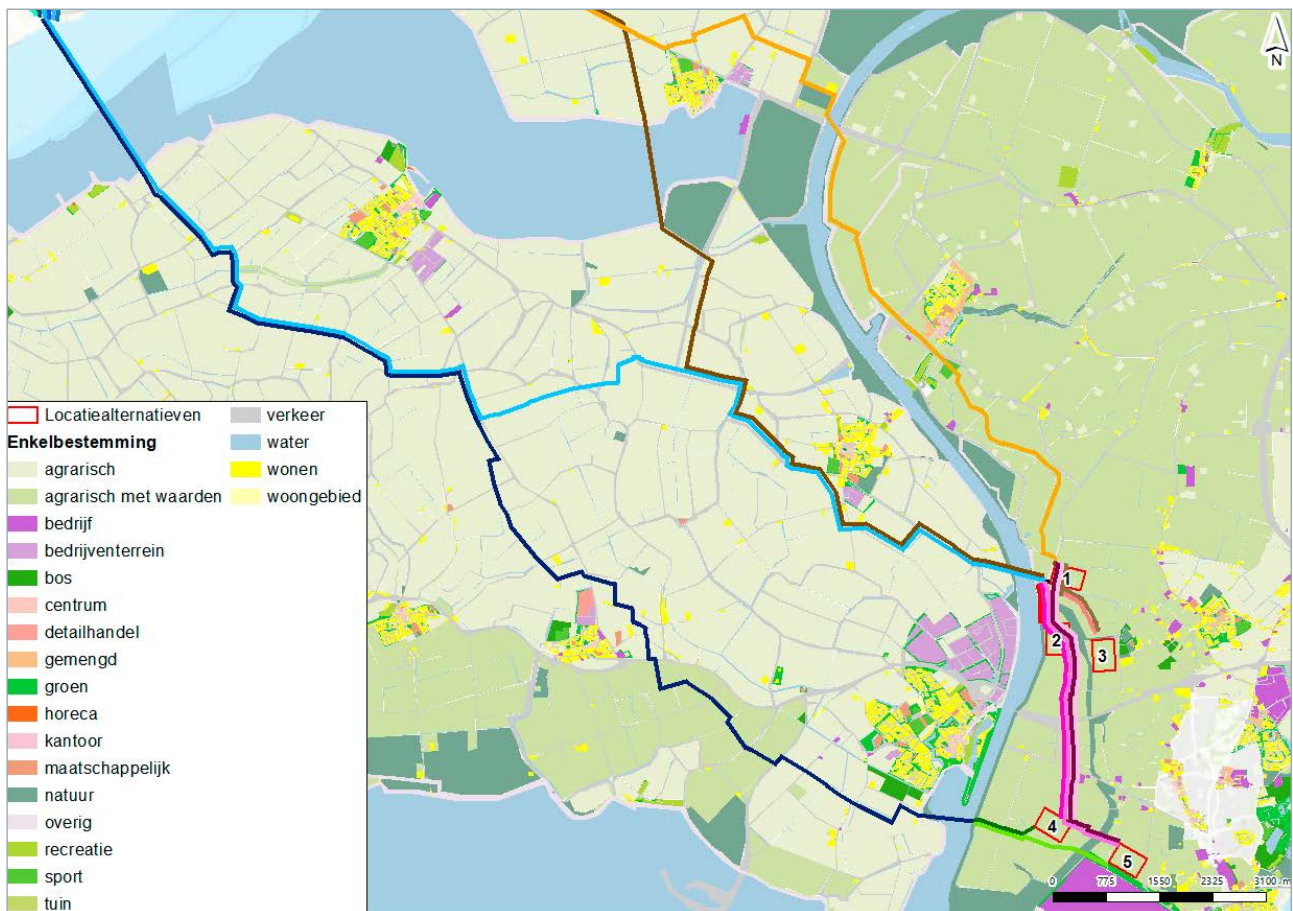 N
1
2
3
4
5
0 775 1550 2325 3100 m
Locatiealternatieven
Enkelbestemming
agrarisch
agrarisch met waarden
bedrijf
bedrijventerrein
bos
centrum
detailhandel
gemengd
groen
horeca
kantoor
maatschappelijk
natuur
overig
recreatie
sport
tuin
verkeer
water
wonen
woongebied